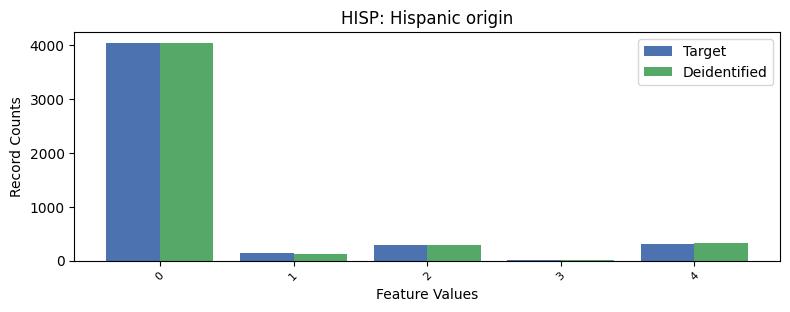 HISP: Hispanic origin
Target
Deidentified
Record Counts
4000
3000
2000
1000
0
0 1 2 3 4
Feature Values